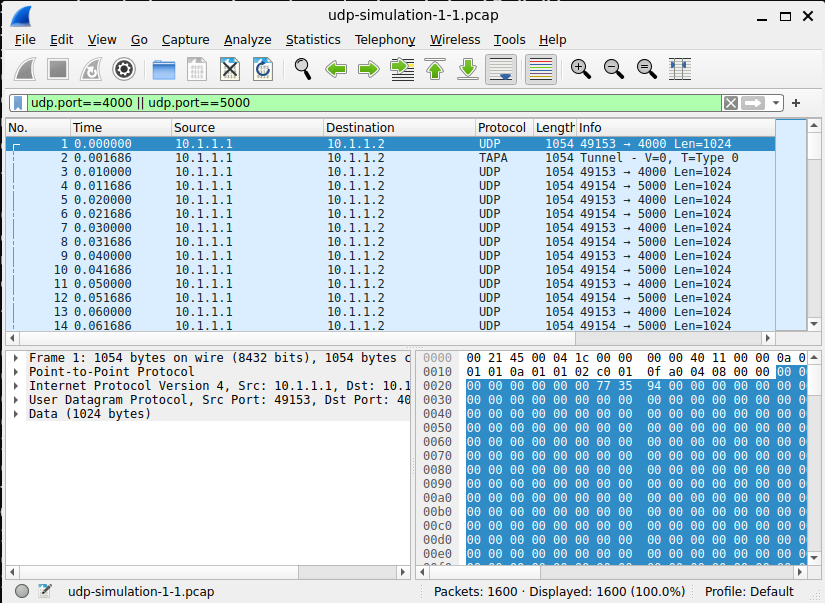 udp-simulation-1-1.pcap
File Edit View Go Capture Analyze Statistics Telephony Wireless Tools Help
udp.port==4000 || udp.port==5000
No. Time Source Destination Protocol Length Info
1 0.000000 10.1.1.1 10.1.1.2 UDP 1054 49153 → 4000 Len=1024
2 0.001686 10.1.1.1 10.1.1.2 TAPA 1054 Tunnel - V=0, T=Type 0
3 0.010000 10.1.1.1 10.1.1.2 UDP 1054 49153 → 4000 Len=1024
4 0.011686 10.1.1.1 10.1.1.2 UDP 1054 49154 → 5000 Len=1024
5 0.020000 10.1.1.1 10.1.1.2 UDP 1054 49153 → 4000 Len=1024
6 0.021686 10.1.1.1 10.1.1.2 UDP 1054 49154 → 5000 Len=1024
7 0.030000 10.1.1.1 10.1.1.2 UDP 1054 49153 → 4000 Len=1024
8 0.031686 10.1.1.1 10.1.1.2 UDP 1054 49154 → 5000 Len=1024
9 0.040000 10.1.1.1 10.1.1.2 UDP 1054 49153 → 4000 Len=1024
10 0.041686 10.1.1.1 10.1.1.2 UDP 1054 49154 → 5000 Len=1024
11 0.050000 10.1.1.1 10.1.1.2 UDP 1054 49153 → 4000 Len=1024
12 0.051686 10.1.1.1 10.1.1.2 UDP 1054 49154 → 5000 Len=1024
13 0.060000 10.1.1.1 10.1.1.2 UDP 1054 49153 → 4000 Len=1024
14 0.061686 10.1.1.1 10.1.1.2 UDP 1054 49154 → 5000 Len=1024
Frame 1: 1054 bytes on wire (8432 bits), 1054 bytes c
Point-to-Point Protocol
Internet Protocol Version 4, Src: 10.1.1.1, Dst: 10.1
User Datagram Protocol, Src Port: 49153, Dst Port: 40
Data (1024 bytes)
0000 00 21 45 00 04 1c 00 00 00 00 40 11 00 00 0a 0
0010 01 01 0a 01 01 02 c0 01 0f a0 04 08 00 00 00 0
0020 00 00 00 00 00 00 77 35 94 00 00 00 00 00 00 0
0030 00 00 00 00 00 00 00 00 00 00 00 00 00 00 00 0
0040 00 00 00 00 00 00 00 00 00 00 00 00 00 00 00 0
0050 00 00 00 00 00 00 00 00 00 00 00 00 00 00 00 0
0060 00 00 00 00 00 00 00 00 00 00 00 00 00 00 00 0
0070 00 00 00 00 00 00 00 00 00 00 00 00 00 00 00 0
0080 00 00 00 00 00 00 00 00 00 00 00 00 00 00 00 0
0090 00 00 00 00 00 00 00 00 00 00 00 00 00 00 00 0
00a0 00 00 00 00 00 00 00 00 00 00 00 00 00 00 00 0
00b0 00 00 00 00 00 00 00 00 00 00 00 00 00 00 00 0
00c0 00 00 00 00 00 00 00 00 00 00 00 00 00 00 00 0
00d0 00 00 00 00 00 00 00 00 00 00 00 00 00 00 00 0
00e0 00 00 00 00 00 00 00 00 00 00 00 00 00 00 00 0
udp-simulation-1-1.pcap Packets: 1600 · Displayed: 1600 (100.0%) Profile: Default